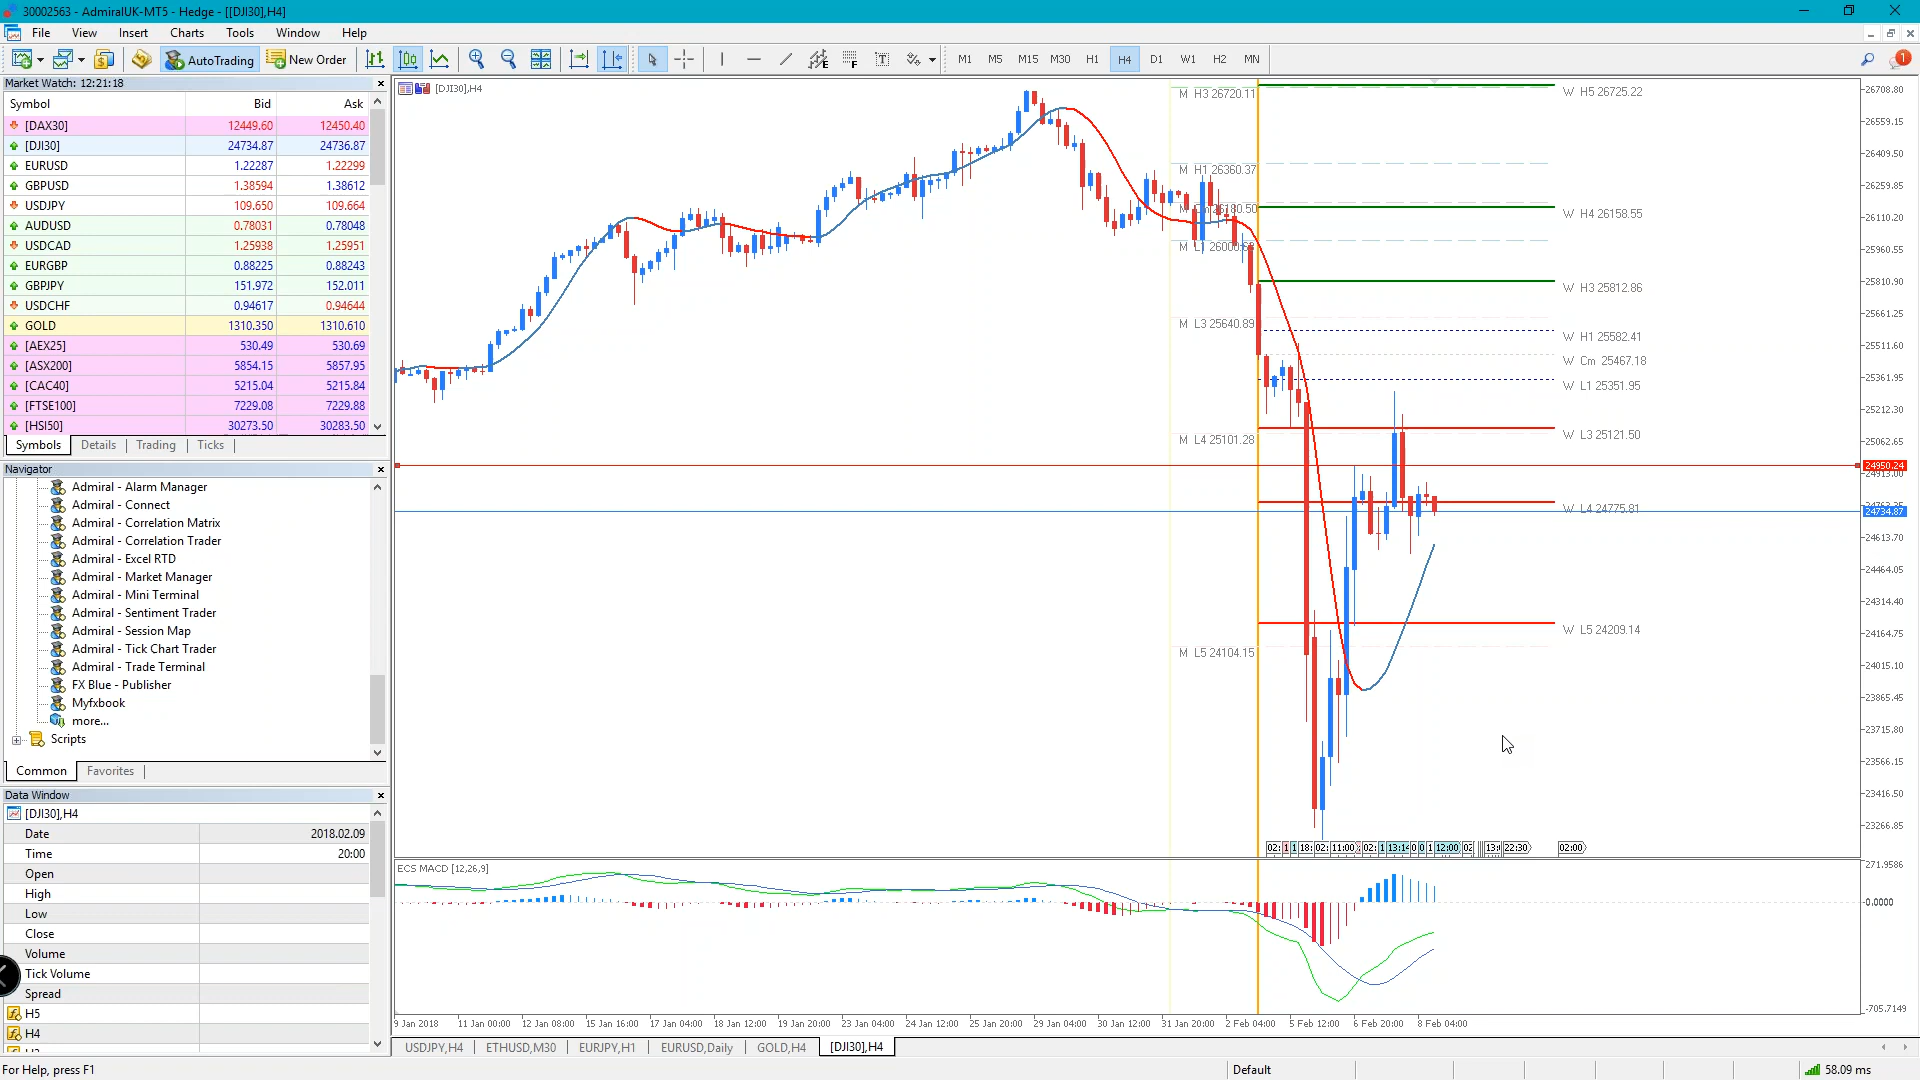 30002563 - AdmiralUK-MT5 - Hedge - [[DJI30],H4]
File View Insert Charts Tools Window Help
AutoTrading New Order M1 M5 M15 M30 H1 H4 D1 W1 H2 MN
Market Watch: 12:21:18
Symbol Bid Ask
[DAX30] 12449.60 12450.40
[DJI30] 24734.87 24736.87
EURUSD 1.22287 1.22299
GBPUSD 1.38594 1.38612
USDJPY 109.650 109.664
AUDUSD 0.78031 0.78048
USDCAD 1.25938 1.25951
EURGBP 0.88225 0.88243
GBPJPY 151.972 152.011
USDCHF 0.94617 0.94644
GOLD 1310.350 1310.610
[AEX25] 530.49 530.69
[ASX200] 5854.15 5857.95
[CAC40] 5215.04 5215.84
[FTSE100] 7229.08 7229.88
[HSI50] 30273.50 30283.50
Symbols Details Trading Ticks
Navigator
Admiral - Alarm Manager
Admiral - Connect
Admiral - Correlation Matrix
Admiral - Correlation Trader
Admiral - Excel RTD
Admiral - Market Manager
Admiral - Mini Terminal
Admiral - Sentiment Trader
Admiral - Session Map
Admiral - Tick Chart Trader
Admiral - Trade Terminal
FX Blue - Publisher
Myfxbook
more...
Scripts
Common Favorites
Data Window
[DJI30],H4
Date 2018.02.09
Time 20:00
Open
High
Low
Close
Volume
Tick Volume
Spread
H5
H4
[DJI30],H4
M H3 26720.11
M H1 26360.37
M Cm 26180.50
M L1 26000.63
M L3 25640.89
M L4 25101.28
M L5 24104.15
W H5 26725.22
W H4 26158.55
W H3 25812.86
W H1 25582.41
W Cm 25467.18
W L1 25351.95
W L3 25121.50
W L4 24775.81
W L5 24209.14
26708.80
26559.15
26409.50
26259.85
26110.20
25960.55
25810.90
25661.25
25511.60
25361.95
25212.30
25062.65
24950.24
24913.00
24734.87
24613.70
24464.05
24314.40
24164.75
24015.10
23865.45
23715.80
23566.15
23416.50
23266.85
11:00 13:14 12:00 22:30 02:00
ECS MACD [12,26,9]
271.9586
0.0000
-705.7149
9 Jan 2018 11 Jan 00:00 12 Jan 08:00 15 Jan 16:00 17 Jan 04:00 18 Jan 12:00 19 Jan 20:00 23 Jan 04:00 24 Jan 12:00 25 Jan 20:00 29 Jan 04:00 30 Jan 12:00 31 Jan 20:00 2 Feb 04:00 5 Feb 12:00 6 Feb 20:00 8 Feb 04:00
USDJPY,H4 ETHUSD,M30 EURJPY,H1 EURUSD,Daily GOLD,H4 [DJI30],H4
For Help, press F1 Default 58.09 ms